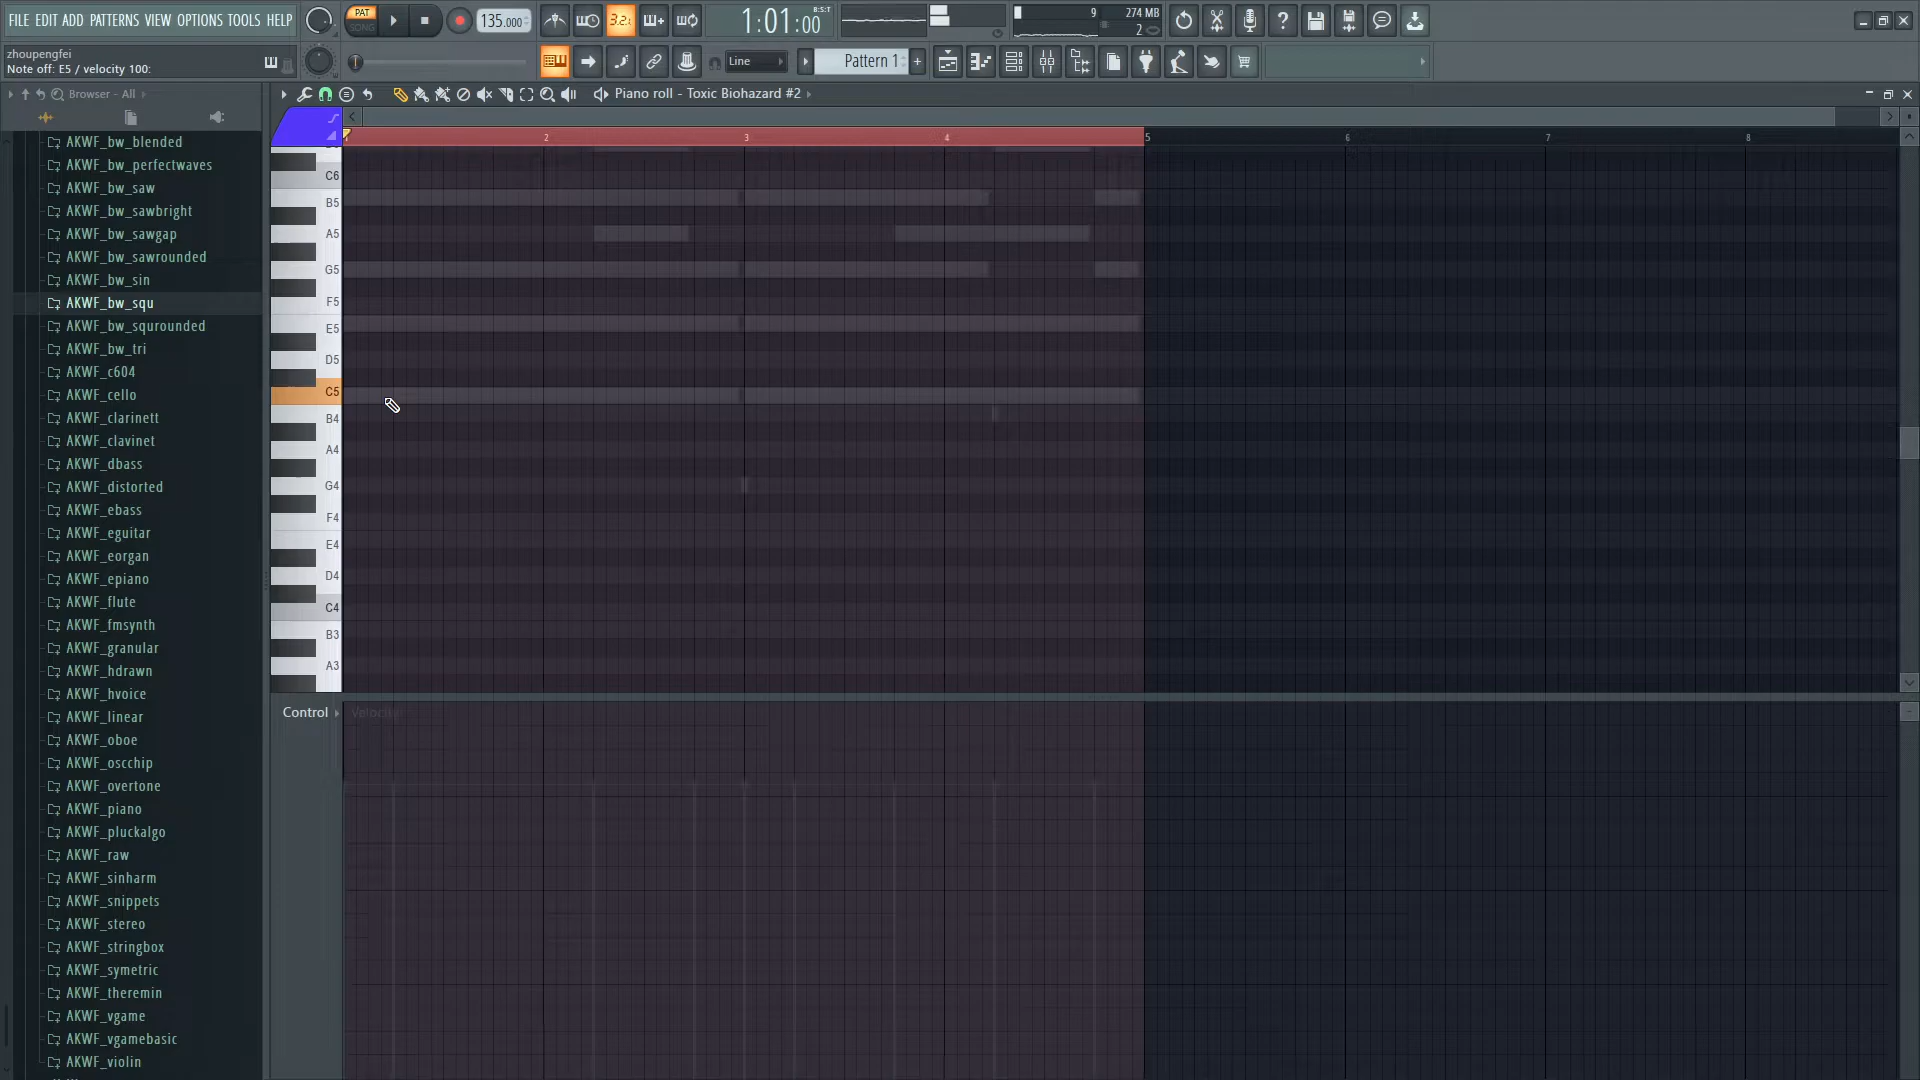 FILE EDIT ADD PATTERNS VIEW OPTIONS TOOLS HELP
PAT
SONG
3.2.
135.000
1:01:00
B:S:T
9
274 MB
2
zhoupengfei
Note off: E5 / velocity 100:
Line
Pattern 1
+
Browser - All
Piano roll - Toxic Biohazard #2
AKWF_bw_blended
AKWF_bw_perfectwaves
AKWF_bw_saw
AKWF_bw_sawbright
AKWF_bw_sawgap
AKWF_bw_sawrounded
AKWF_bw_sin
AKWF_bw_squ
AKWF_bw_squrounded
AKWF_bw_tri
AKWF_c604
AKWF_cello
AKWF_clarinett
AKWF_clavinet
AKWF_dbass
AKWF_distorted
AKWF_ebass
AKWF_eguitar
AKWF_eorgan
AKWF_epiano
AKWF_flute
AKWF_fmsynth
AKWF_granular
AKWF_hdrawn
AKWF_hvoice
AKWF_linear
AKWF_oboe
AKWF_oscchip
AKWF_overtone
AKWF_piano
AKWF_pluckalgo
AKWF_raw
AKWF_sinharm
AKWF_snippets
AKWF_stereo
AKWF_stringbox
AKWF_symetric
AKWF_theremin
AKWF_vgame
AKWF_vgamebasic
AKWF_violin
2
3
4
5
6
7
8
C6
B5
A5
G5
F5
E5
D5
C5
B4
A4
G4
F4
E4
D4
C4
B3
A3
Control
Velocity